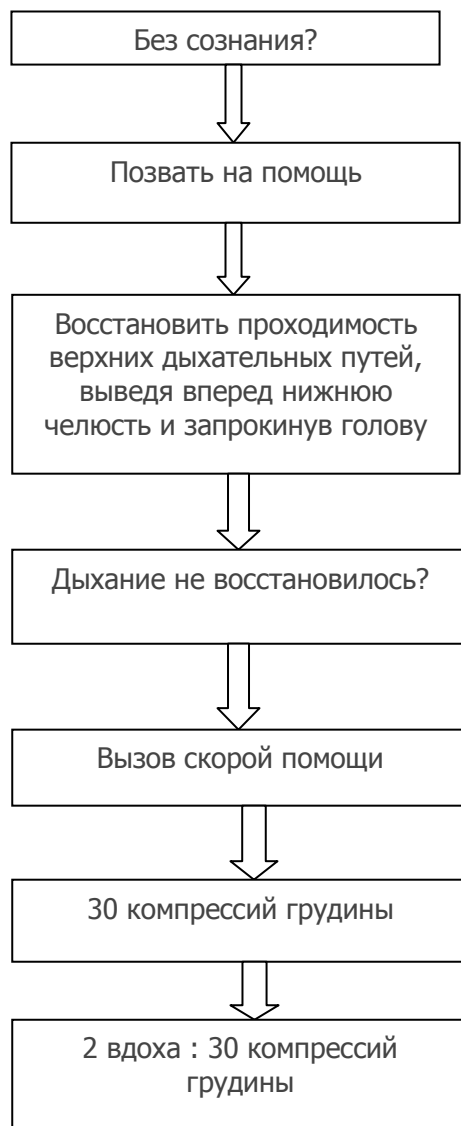 Без сознания?
Позвать на помощь
Восстановить проходимость
верхних дыхательных путей,
выведя вперед нижнюю
челюсть и запрокинув голову
Дыхание не восстановилось?
Вызов скорой помощи
30 компрессий грудины
2 вдоха : 30 компрессий
грудины